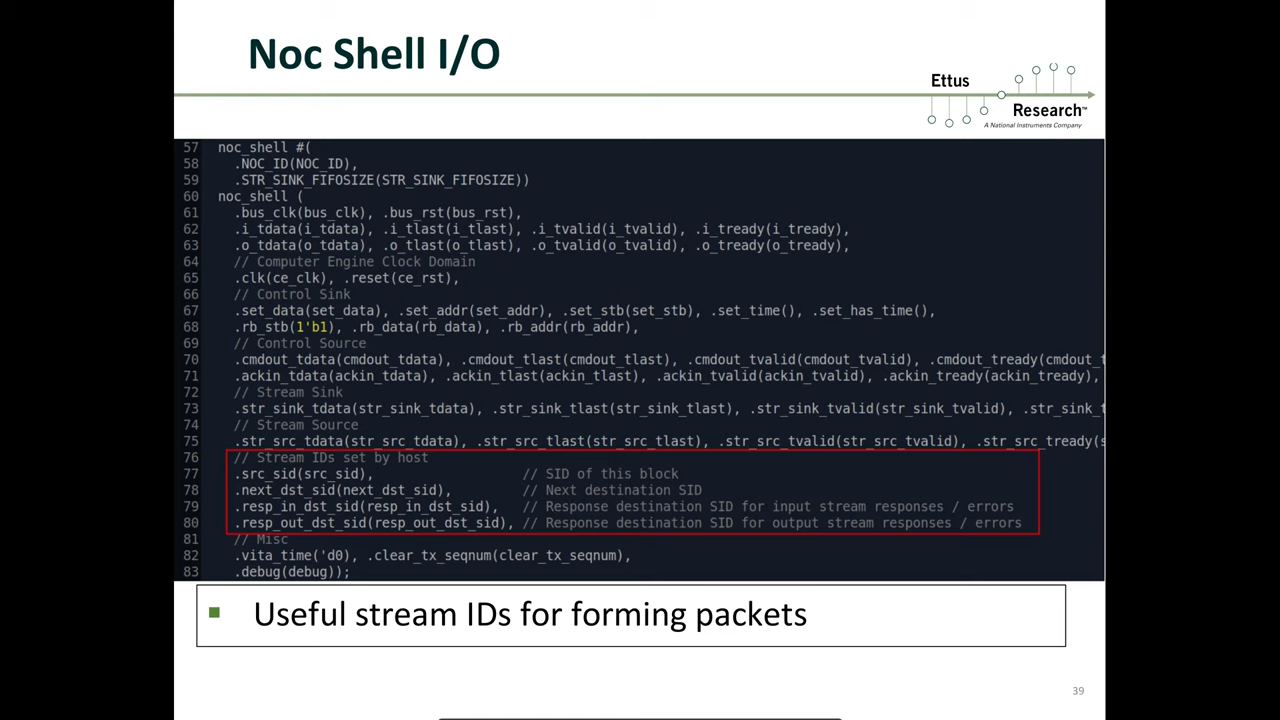 Noc Shell I/O
Ettus
Research™
A National Instruments Company
57 noc_shell #(
58 .NOC_ID(NOC_ID),
59 .STR_SINK_FIFOSIZE(STR_SINK_FIFOSIZE))
60 noc_shell (
61 .bus_clk(bus_clk), .bus_rst(bus_rst),
62 .i_tdata(i_tdata), .i_tlast(i_tlast), .i_tvalid(i_tvalid), .i_tready(i_tready),
63 .o_tdata(o_tdata), .o_tlast(o_tlast), .o_tvalid(o_tvalid), .o_tready(o_tready),
64 // Computer Engine Clock Domain
65 .clk(ce_clk), .reset(ce_rst),
66 // Control Sink
67 .set_data(set_data), .set_addr(set_addr), .set_stb(set_stb), .set_time(), .set_has_time(),
68 .rb_stb(1'b1), .rb_data(rb_data), .rb_addr(rb_addr),
69 // Control Source
70 .cmdout_tdata(cmdout_tdata), .cmdout_tlast(cmdout_tlast), .cmdout_tvalid(cmdout_tvalid), .cmdout_tready(cmdout_t
71 .ackin_tdata(ackin_tdata), .ackin_tlast(ackin_tlast), .ackin_tvalid(ackin_tvalid), .ackin_tready(ackin_tready),
72 // Stream Sink
73 .str_sink_tdata(str_sink_tdata), .str_sink_tlast(str_sink_tlast), .str_sink_tvalid(str_sink_tvalid), .str_sink_t
74 // Stream Source
75 .str_src_tdata(str_src_tdata), .str_src_tlast(str_src_tlast), .str_src_tvalid(str_src_tvalid), .str_src_tready(s
76 // Stream IDs set by host
77 .src_sid(src_sid), // SID of this block
78 .next_dst_sid(next_dst_sid), // Next destination SID
79 .resp_in_dst_sid(resp_in_dst_sid), // Response destination SID for input stream responses / errors
80 .resp_out_dst_sid(resp_out_dst_sid), // Response destination SID for output stream responses / errors
81 // Misc
82 .vita_time('d0), .clear_tx_seqnum(clear_tx_seqnum),
83 .debug(debug));
Useful stream IDs for forming packets
39